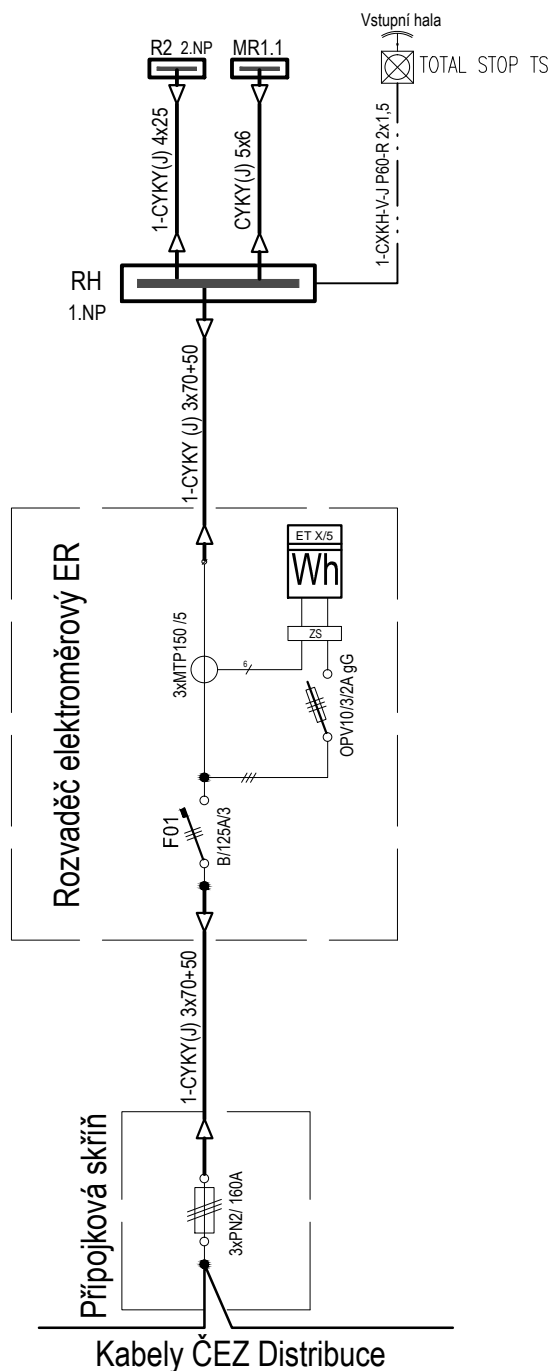 Vstupní hala
TOTAL STOP TS
R2 2.NP
MR1.1
1-CYKY(J) 4x25
CYKY(J) 5x6
1-CXKH-V-J P60-R 2x1,5
RH
1.NP
1-CYKY (J) 3x70+50
Rozvaděč elektroměrový ER
ET X/5
Wh
ZS
3xMTP150 /5
6
OPV10/3/2A gG
F01
B/125A/3
1-CYKY(J) 3x70+50
Přípojková skříň
3xPN2/ 160A
Kabely ČEZ Distribuce